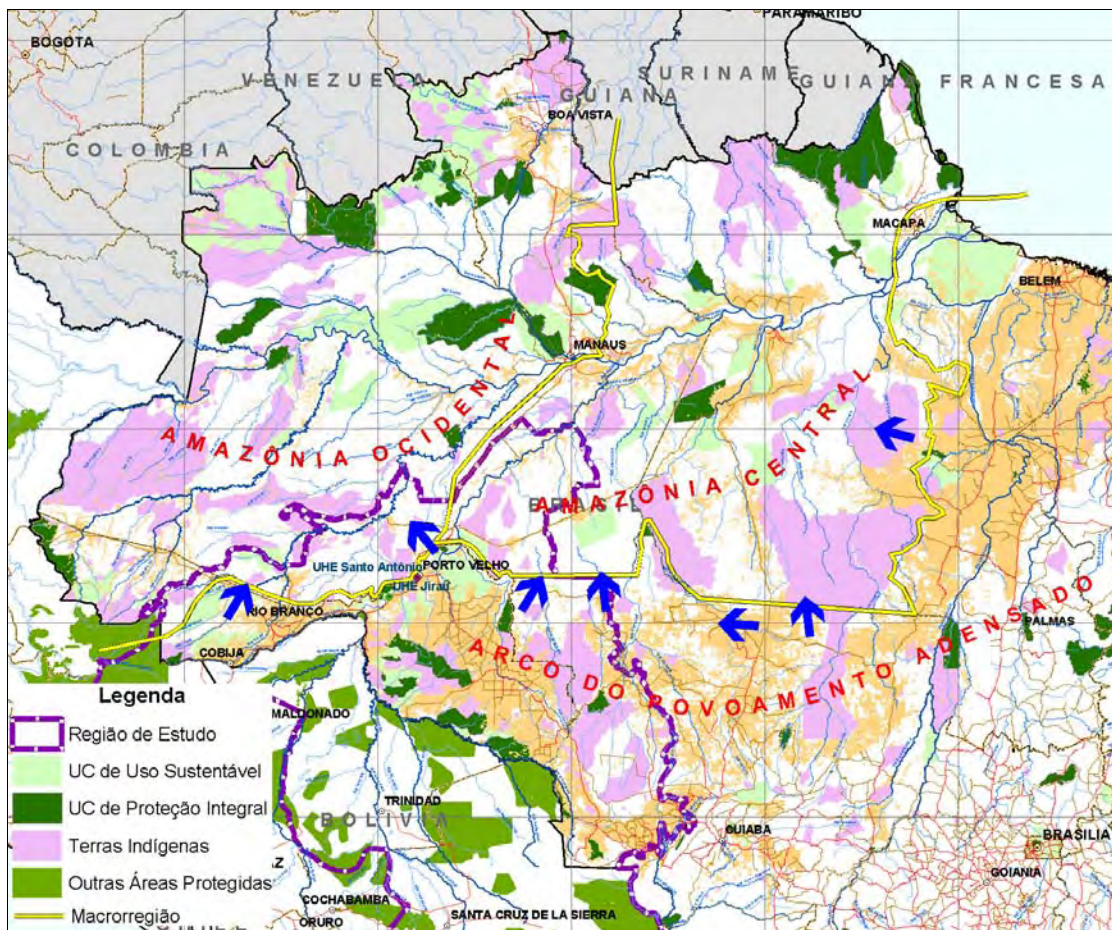 PARAMARIBO
BOGOTA
VENEZUELA
SURINAME
GUIANA FRANCESA
GUIANA
BOA VISTA
COLOMBIA
MACAPA
BELEM
MANAUS
AMAZÔNIA OCIDENTAL
AMAZÔNIA CENTRAL
BRASIL
UHE Santo Antônio
PORTO VELHO
UHE Jirau
RIO BRANCO
COBIJA
PALMAS
ARCO DO POVOAMENTO ADENSADO
Legenda
Região de Estudo
UC de Uso Sustentável
UC de Proteção Integral
Terras Indígenas
Outras Áreas Protegidas
Macrorregião
MALDONADO
TRINIDAD
BOLIVIA
CUIABA
BRASILIA
GOIANIA
COCHABAMBA
ORURO
SANTA CRUZ DE LA SIERRA